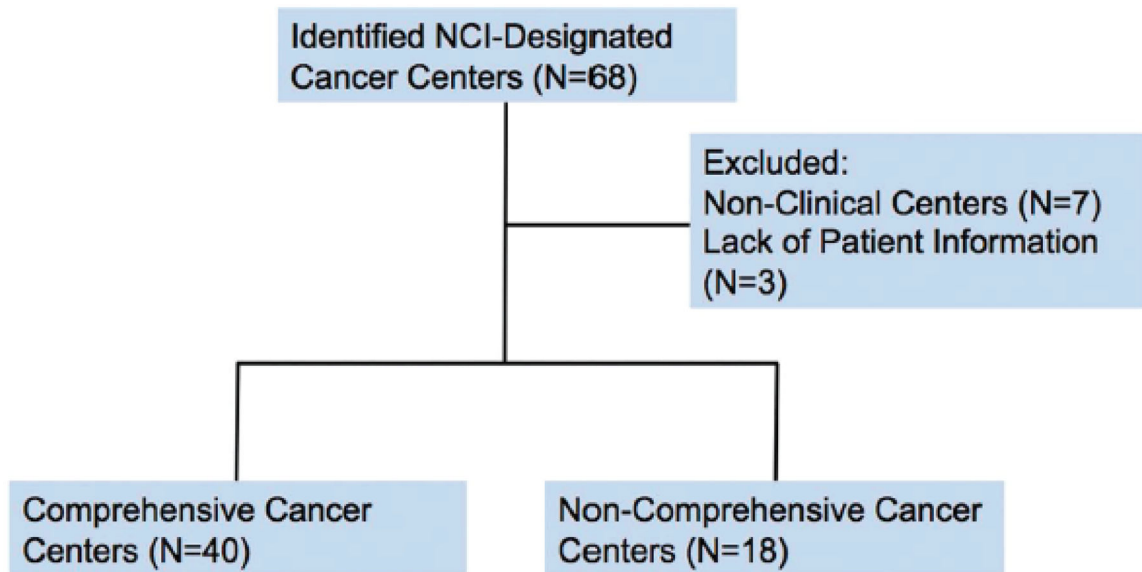 Identified NCI-Designated
Cancer Centers (N=68)
Excluded:
Non-Clinical Centers (N=7)
Lack of Patient Information
(N=3)
Comprehensive Cancer
Centers (N=40)
Non-Comprehensive Cancer
Centers (N=18)